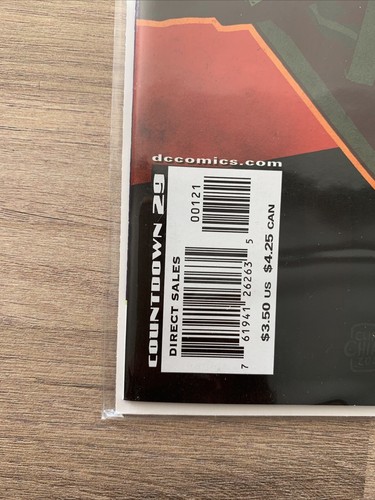 dccomics.com
COUNTDOWN 29
DIRECT SALES
00121
7 61941 26263 5
$3.50 US $4.25 CAN